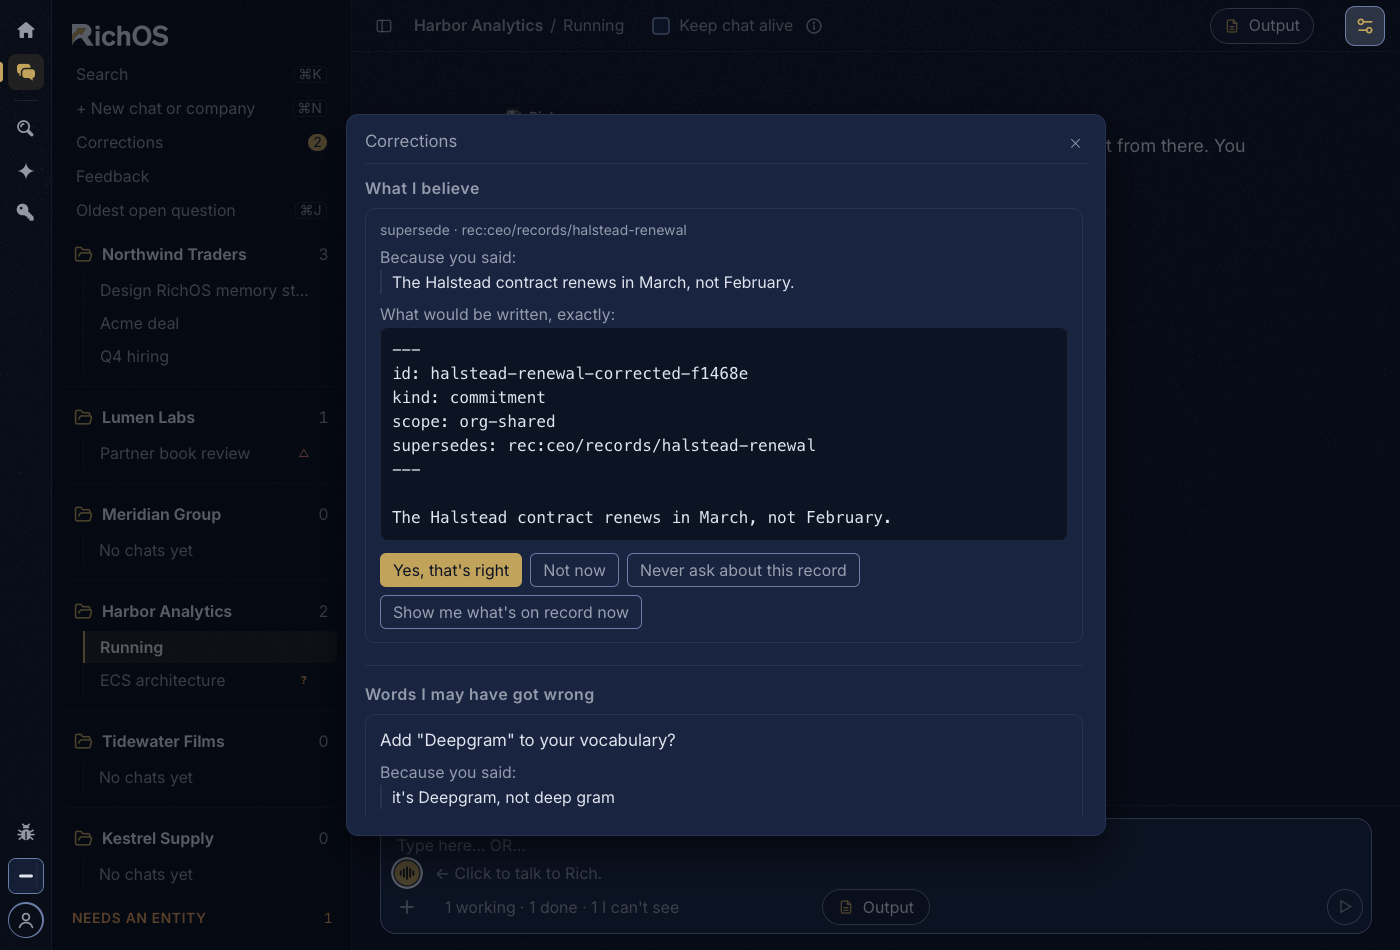 RichOS
Search ⌘K
+ New chat or company ⌘N
Corrections 2
Feedback
Oldest open question ⌘J
Northwind Traders 3
Design RichOS memory st...
Acme deal
Q4 hiring
Lumen Labs 1
Partner book review
Meridian Group 0
No chats yet
Harbor Analytics 2
Running
ECS architecture ?
Tidewater Films 0
No chats yet
Kestrel Supply 0
No chats yet
NEEDS AN ENTITY 1
Harbor Analytics / Running
Keep chat alive
Output
t from there. You
Corrections
What I believe
supersede · rec:ceo/records/halstead-renewal
Because you said:
The Halstead contract renews in March, not February.
What would be written, exactly:
---
id: halstead-renewal-corrected-f1468e
kind: commitment
scope: org-shared
supersedes: rec:ceo/records/halstead-renewal
---
The Halstead contract renews in March, not February.
Yes, that's right
Not now
Never ask about this record
Show me what's on record now
Words I may have got wrong
Add "Deepgram" to your vocabulary?
Because you said:
it's Deepgram, not deep gram
Type here... OR...
← Click to talk to Rich.
1 working · 1 done · 1 I can't see
Output